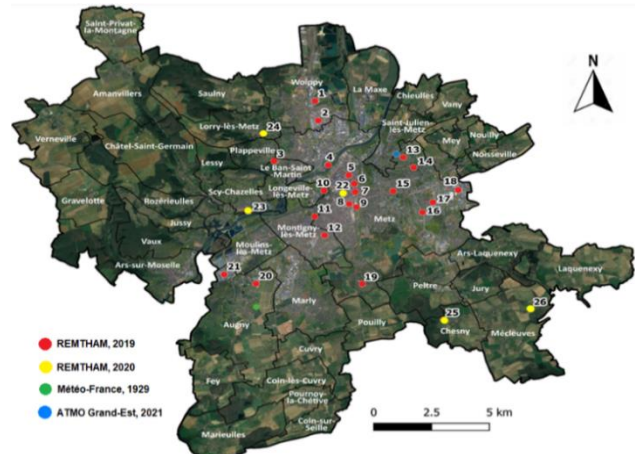 Saint-Privat-
la-Montagne
Amanvillers
Saulny
Woippy
La Maxe
Chieulles
Vany
N
1
2
Lorry-lès-Metz
24
Saint-Julien-
lès-Metz
Mey
Nouilly
Noisseville
Verneville
Châtel-Saint-Germain
Plappeville
Lessy
3
Le Ban-Saint-
Martin
4
5
6
7
8
9
10
22
Longeville-
lès-Metz
13
14
15
16
17
18
Metz
Gravelotte
Rozérieulles
Scy-Chazelles
23
Jussy
Vaux
Ars-sur-Moselle
Moulins-
lès-Metz
11
Montigny-
lès-Metz
12
21
20
19
Marly
Augny
Peltre
Ars-Laquenexy
Laquenexy
Jury
26
25
Chesny
Mécleuves
Pouilly
Cuvry
Fey
Coin-lès-Cuvry
Pournoy-
la-Chétive
Coin-sur-
Seille
Marieulles
REMTHAM, 2019
REMTHAM, 2020
Météo-France, 1929
ATMO Grand-Est, 2021
0 2.5 5 km